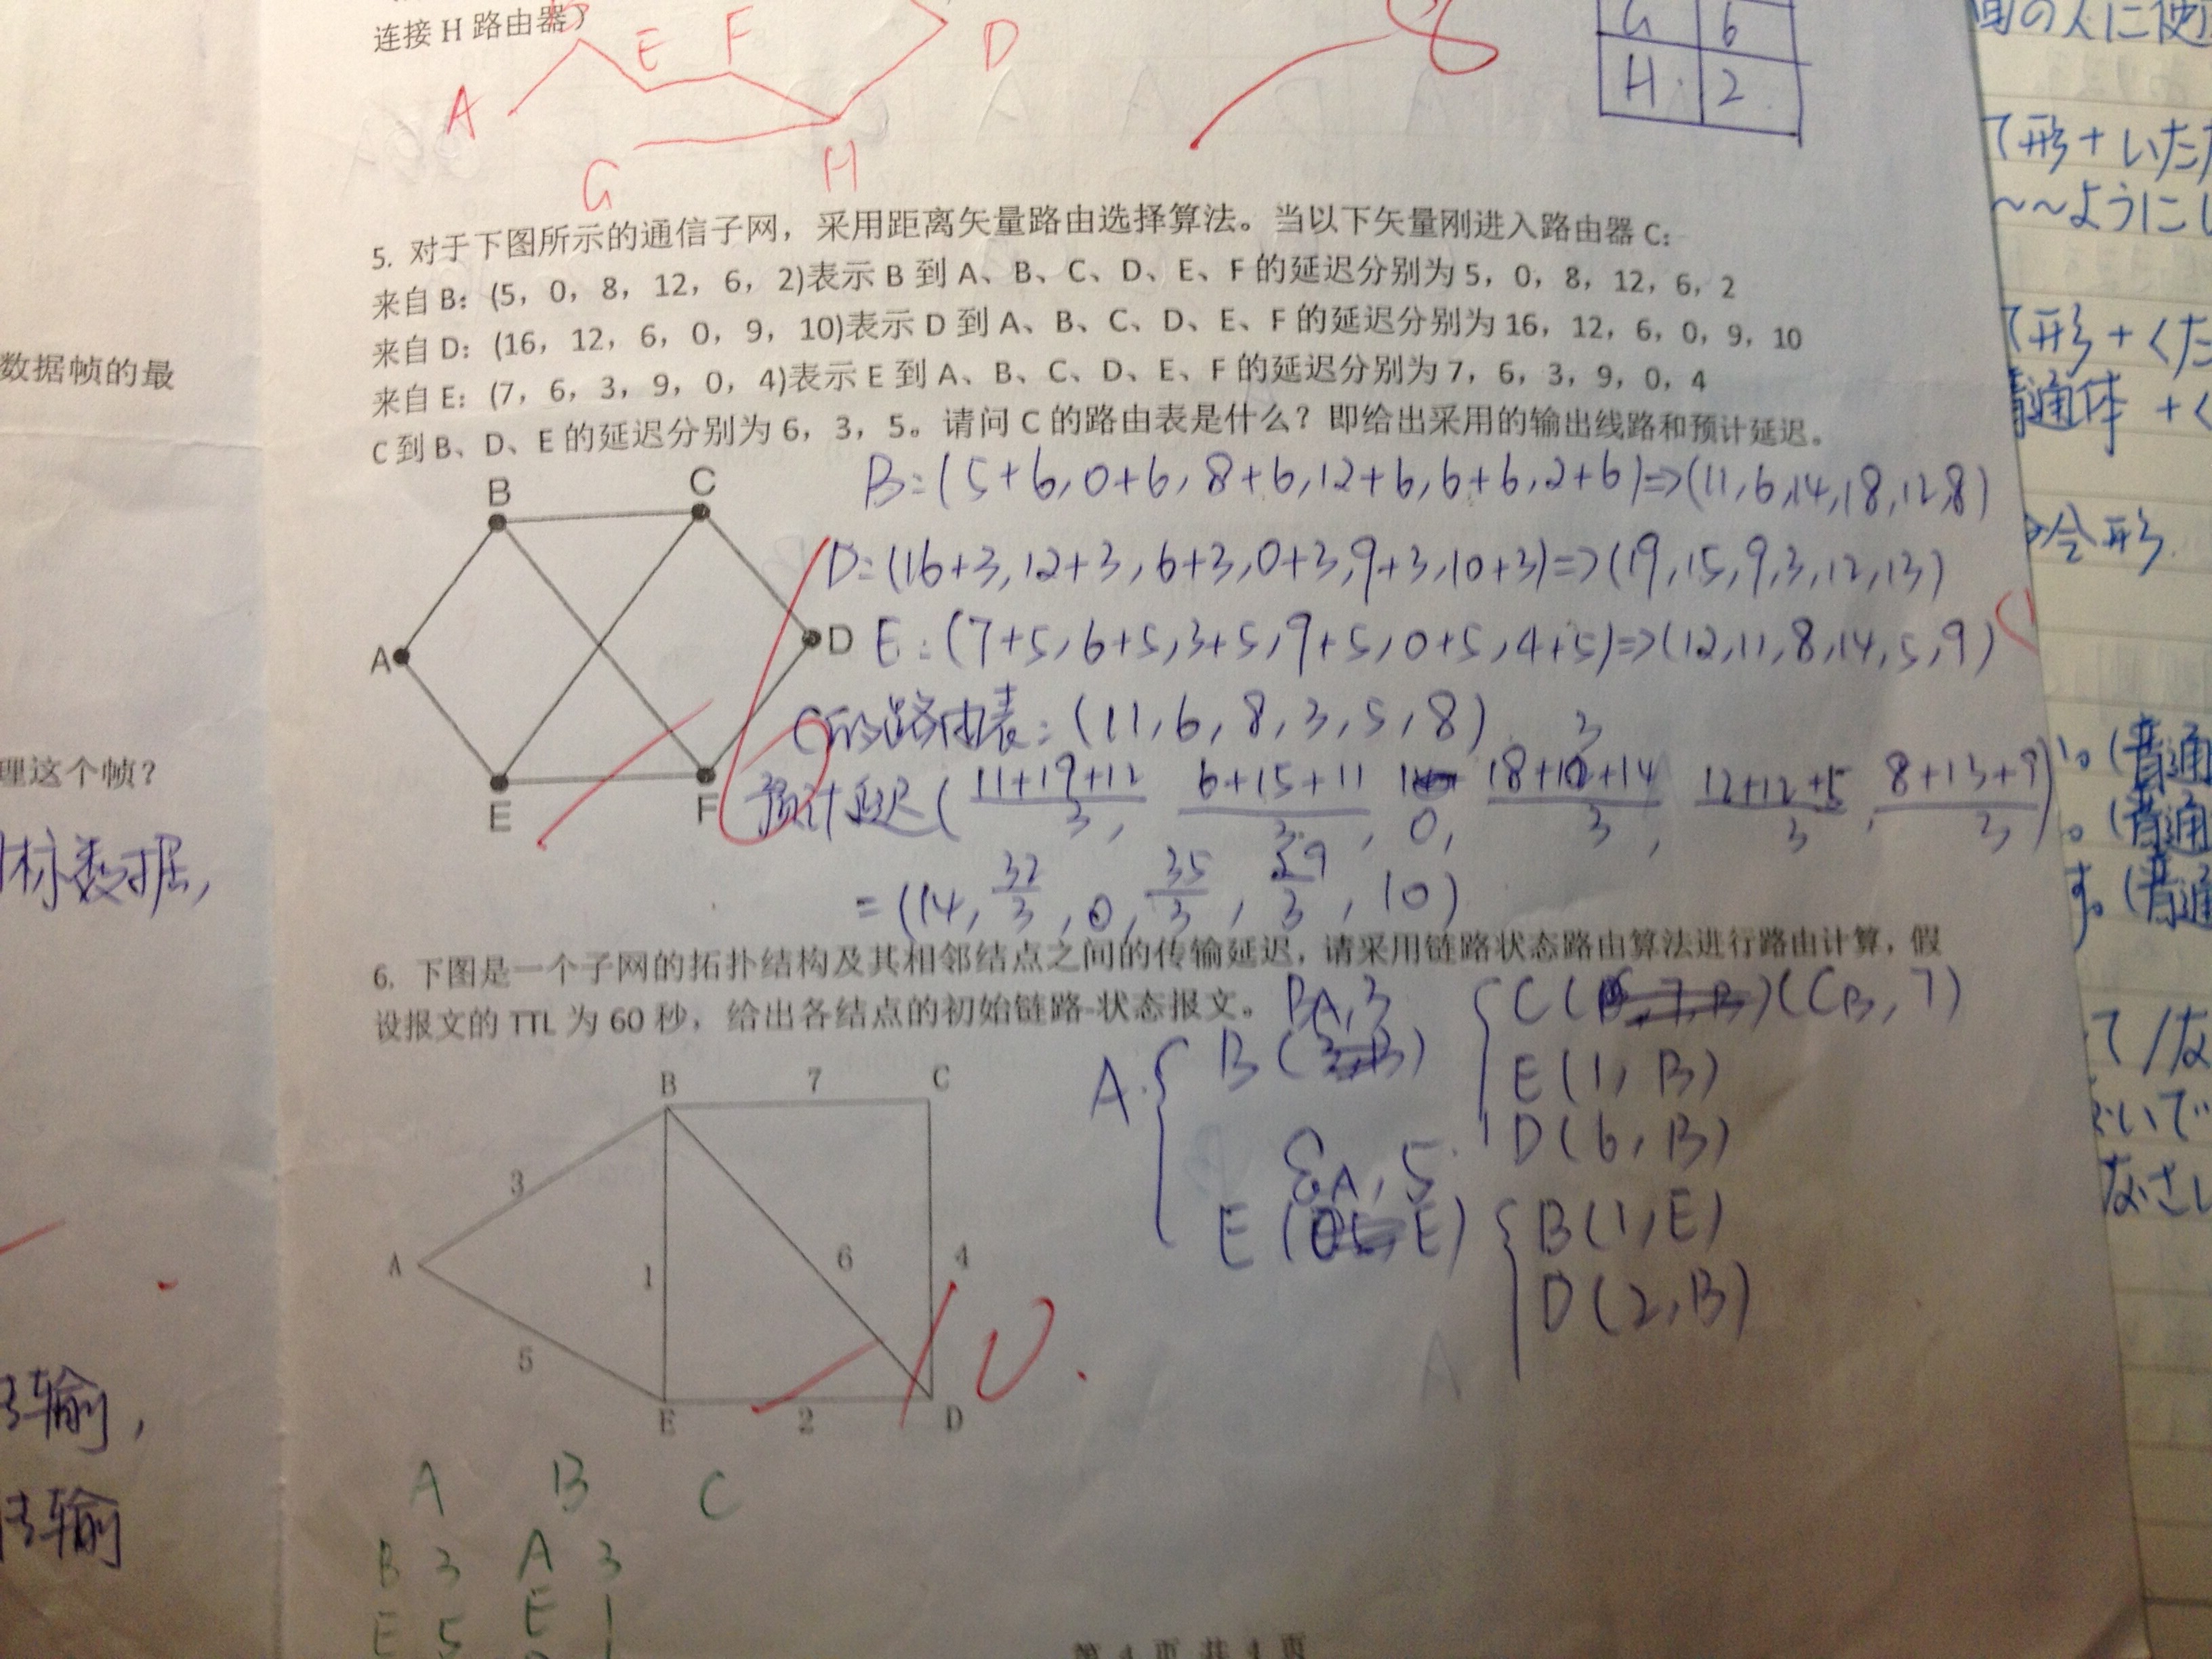 连接 H 路由器）
E F D
A
G H
8
G 6
H 2
5. 对于下图所示的通信子网，采用距离矢量路由选择算法。当以下矢量刚进入路由器 C：
来自 B：(5，0，8，12，6，2)表示 B 到 A、B、C、D、E、F 的延迟分别为 5，0，8，12，6，2
来自 D：(16，12，6，0，9，10)表示 D 到 A、B、C、D、E、F 的延迟分别为 16，12，6，0，9，10
来自 E：(7，6，3，9，0，4)表示 E 到 A、B、C、D、E、F 的延迟分别为 7，6，3，9，0，4
C 到 B、D、E 的延迟分别为 6，3，5。请问 C 的路由表是什么？即给出采用的输出线路和预计延迟。
B C
A D
E F
B=(5+6,0+6,8+6,12+6,6+6,2+6)=>(11,6,14,18,12,8)
D=(16+3,12+3,6+3,0+3,9+3,10+3)=>(19,15,9,3,12,13)
E:(7+5,6+5,3+5,9+5,0+5,4+5)=>(12,11,8,14,5,9)
C的路由表:(11,6,8,3,5,8)
预计延迟( 11+19+12/3, 6+15+11/3, 0, 18+3+14/3, 12+12+5/3, 8+13+9/3)
=(14, 32/3, 0, 35/3, 29/3, 10)
6. 下图是一个子网的拓扑结构及其相邻结点之间的传输延迟，请采用链路状态路由算法进行路由计算，假
设报文的 TTL 为 60 秒，给出各结点的初始链路-状态报文。
B 7 C
3
A 1 6 4
5
E 2 D
BA,3
A B
C (CB,7)
E(1,B)
D(6,B)
EA,5
E
B(1,E)
D(2,B)
A B C
B 3 A 3
E 5 E 1
第 4 页 共 4 页
数据帧的最
理这个帧？
标数据,
传输,
传输
间の人に使
て形+いただ
~~ように
て形+くだ
普通体+く
命形
(普通
(普通
す。(普通
て/な
いで
なさい